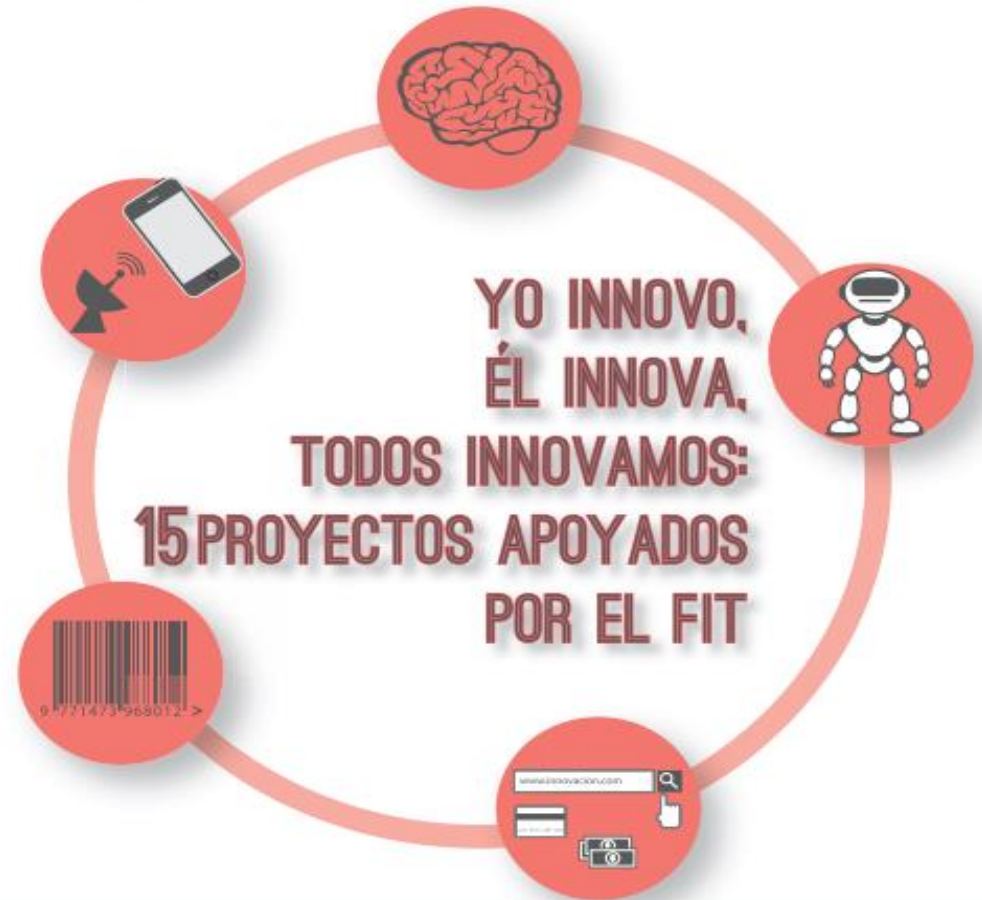 YO INNOVO,
ÉL INNOVA,
TODOS INNOVAMOS:
15 PROYECTOS APOYADOS
POR EL FIT
9 771473 968012 >
www.innovacion.com